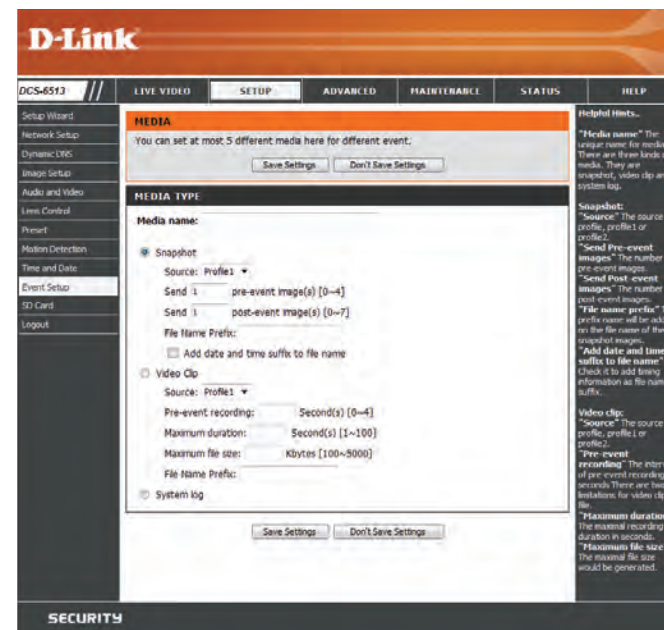 D-Link
DCS-6513 // LIVE VIDEO SETUP ADVANCED MAINTENANCE STATUS HELP
Setup Wizard
Network Setup
Dynamic DNS
Image Setup
Audio and Video
Lens Control
Preset
Motion Detection
Time and Date
Event Setup
SD Card
Logout
MEDIA
You can set at most 5 different media here for different event.
Save Settings Don't Save Settings
MEDIA TYPE
Media name:
Snapshot
Source: Profile1
Send 1 pre-event image(s) [0~4]
Send 1 post-event image(s) [0~7]
File Name Prefix:
Add date and time suffix to file name
Video Clip
Source: Profile1
Pre-event recording: Second(s) [0~4]
Maximum duration: Second(s) [1~100]
Maximum file size: Kbytes [100~5000]
File Name Prefix:
System log
Save Settings Don't Save Settings
Helpful Hints..
"Media name" The
unique name for media.
There are three kinds
media. They are
snapshot, video clip
system log.
Snapshot:
"Source" The source
profile, profile1 or
profile2.
"Send Pre-event
images" The number
pre-event images.
"Send Post-event
images" The number
post-event images.
"File name prefix"
prefix name will be
on the file name of the
snapshot images.
"Add date and time
suffix to file name"
Check it to add timing
information as file name
suffix.
Video clip:
"Source" The source
profile, profile1 or
profile2.
"Pre-event
recording" The
of pre-event recording
seconds There are two
limitations for video clip
file.
"Maximum duration
The maximal recording
duration in seconds.
"Maximum file size
The maximal file size
would be generated.
SECURITY